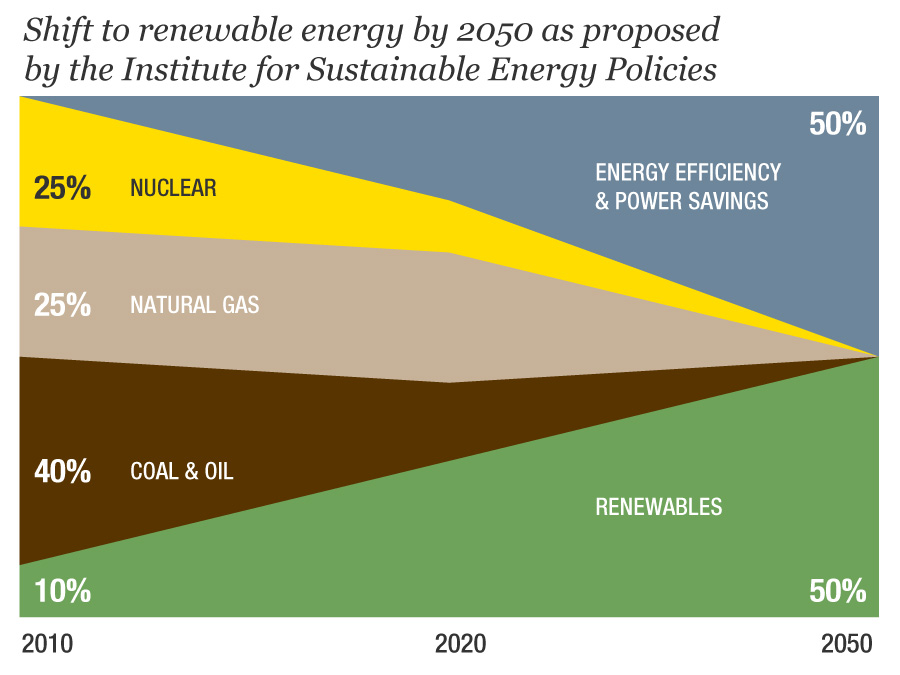 Shift to renewable energy by 2050 as proposed
by the Institute for Sustainable Energy Policies
50%
ENERGY EFFICIENCY
& POWER SAVINGS
25% NUCLEAR
25% NATURAL GAS
40% COAL & OIL
RENEWABLES
10%
50%
2010 2020 2050